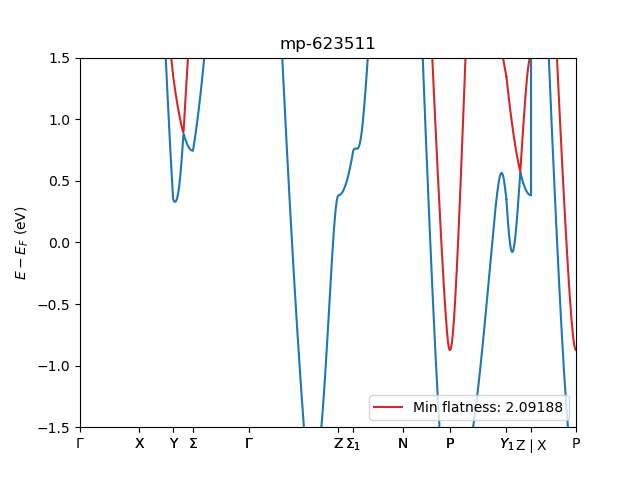 mp-623511
E − E_F (eV)
1.5
1.0
0.5
0.0
−0.5
−1.0
−1.5
Min flatness: 2.09188
Γ X Y Σ Γ Z Σ₁ N P Y₁ Z | X P